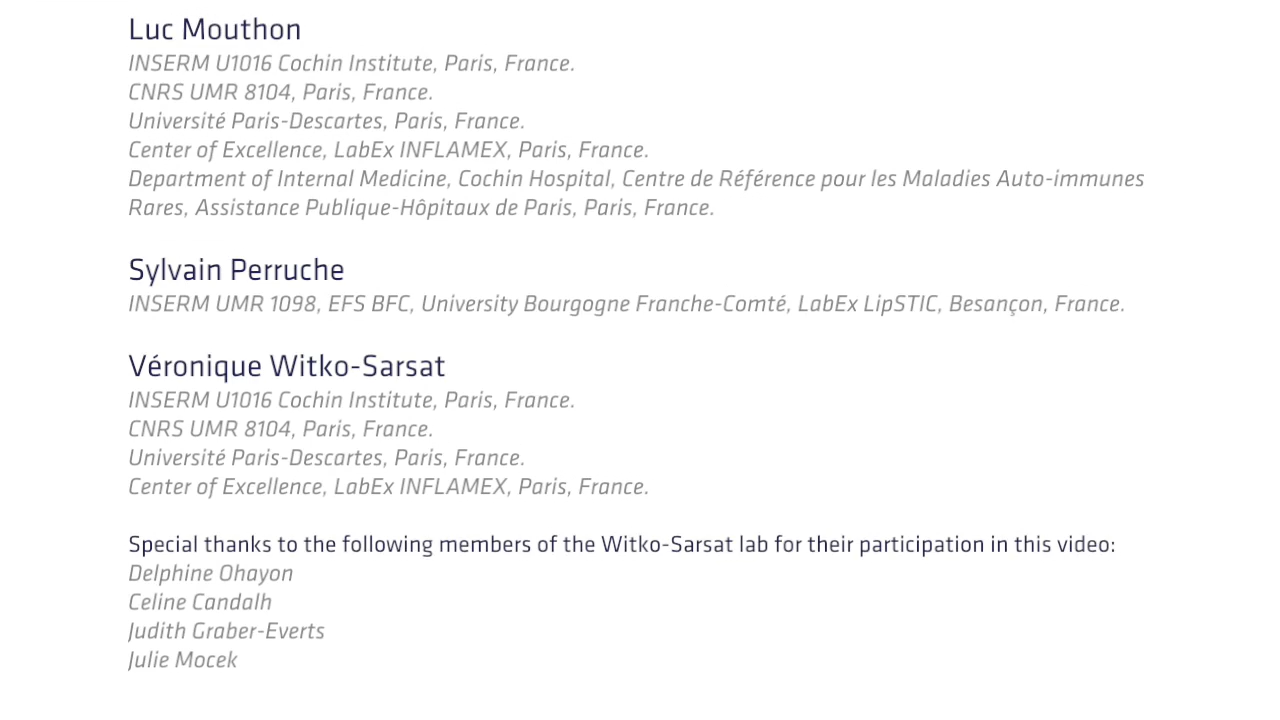 Luc Mouthon
INSERM U1016 Cochin Institute, Paris, France.
CNRS UMR 8104, Paris, France.
Université Paris-Descartes, Paris, France.
Center of Excellence, LabEx INFLAMEX, Paris, France.
Department of Internal Medicine, Cochin Hospital, Centre de Référence pour les Maladies Auto-immunes
Rares, Assistance Publique-Hôpitaux de Paris, Paris, France.
Sylvain Perruche
INSERM UMR 1098, EFS BFC, University Bourgogne Franche-Comté, LabEx LipSTIC, Besançon, France.
Véronique Witko-Sarsat
INSERM U1016 Cochin Institute, Paris, France.
CNRS UMR 8104, Paris, France.
Université Paris-Descartes, Paris, France.
Center of Excellence, LabEx INFLAMEX, Paris, France.
Special thanks to the following members of the Witko-Sarsat lab for their participation in this video:
Delphine Ohayon
Celine Candalh
Judith Graber-Everts
Julie Mocek